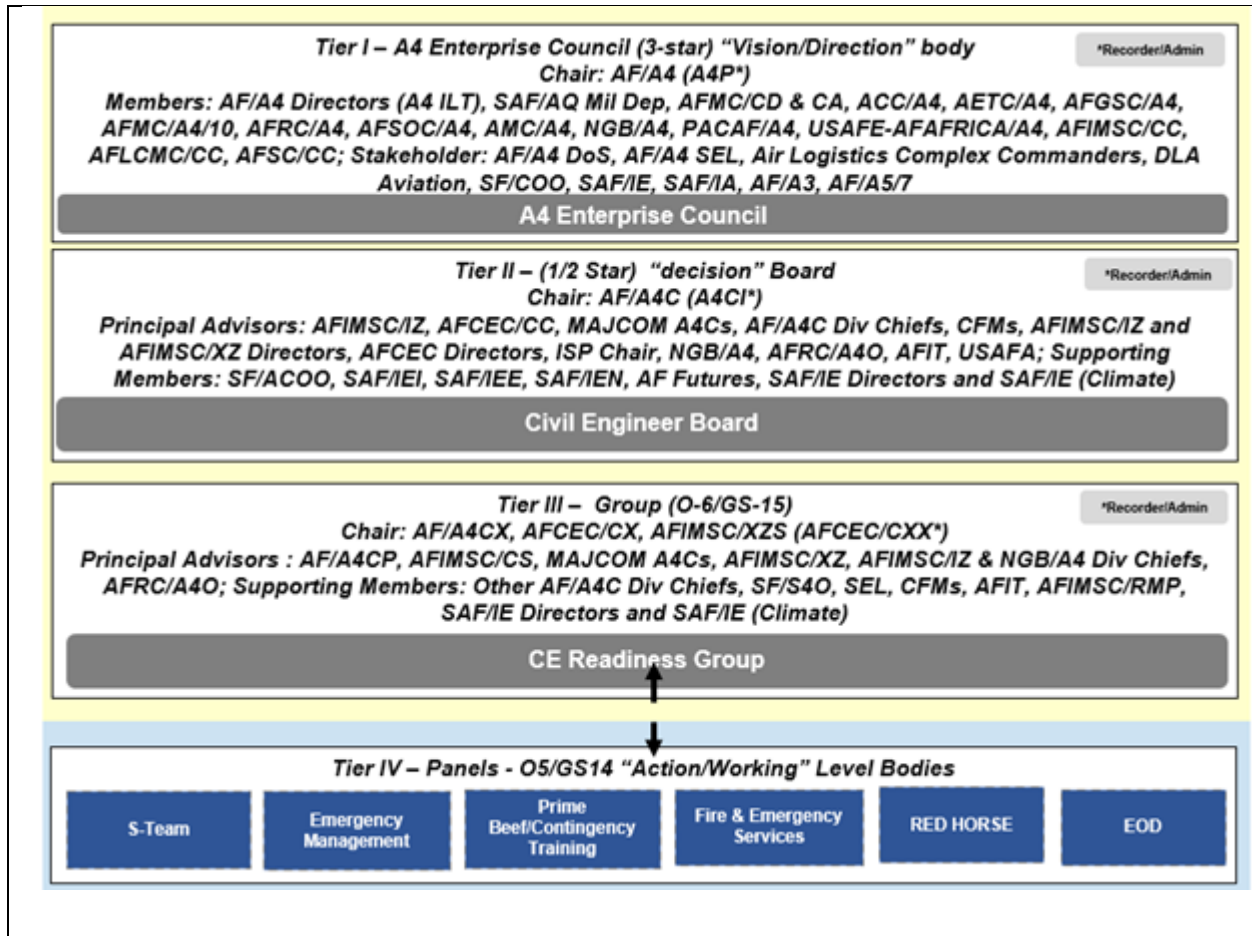 Tier I – A4 Enterprise Council (3-star) “Vision/Direction” body
*Recorder/Admin
Chair: AF/A4 (A4P*)
Members: AF/A4 Directors (A4 ILT), SAF/AQ Mil Dep, AFMC/CD & CA, ACC/A4, AETC/A4, AFGSC/A4,
AFMC/A4/10, AFRC/A4, AFSOC/A4, AMC/A4, NGB/A4, PACAF/A4, USAFE-AFAFRICA/A4, AFIMSC/CC,
AFLCMC/CC, AFSC/CC; Stakeholder: AF/A4 DoS, AF/A4 SEL, Air Logistics Complex Commanders, DLA
Aviation, SF/COO, SAF/IE, SAF/IA, AF/A3, AF/A5/7
A4 Enterprise Council
Tier II – (1/2 Star) “decision” Board
*Recorder/Admin
Chair: AF/A4C (A4CI*)
Principal Advisors: AFIMSC/IZ, AFCEC/CC, MAJCOM A4Cs, AF/A4C Div Chiefs, CFMs, AFIMSC/IZ and
AFIMSC/XZ Directors, AFCEC Directors, ISP Chair, NGB/A4, AFRC/A4O, AFIT, USAFA; Supporting
Members: SF/ACOO, SAF/IEI, SAF/IEE, SAF/IEN, AF Futures, SAF/IE Directors and SAF/IE (Climate)
Civil Engineer Board
Tier III – Group (O-6/GS-15)
*Recorder/Admin
Chair: AF/A4CX, AFCEC/CX, AFIMSC/XZS (AFCEC/CXX*)
Principal Advisors : AF/A4CP, AFIMSC/CS, MAJCOM A4Cs, AFIMSC/XZ, AFIMSC/IZ & NGB/A4 Div Chiefs,
AFRC/A4O; Supporting Members: Other AF/A4C Div Chiefs, SF/S4O, SEL, CFMs, AFIT, AFIMSC/RMP,
SAF/IE Directors and SAF/IE (Climate)
CE Readiness Group
Tier IV – Panels - O5/GS14 “Action/Working” Level Bodies
S-Team
Emergency
Management
Prime
Beef/Contingency
Training
Fire & Emergency
Services
RED HORSE
EOD